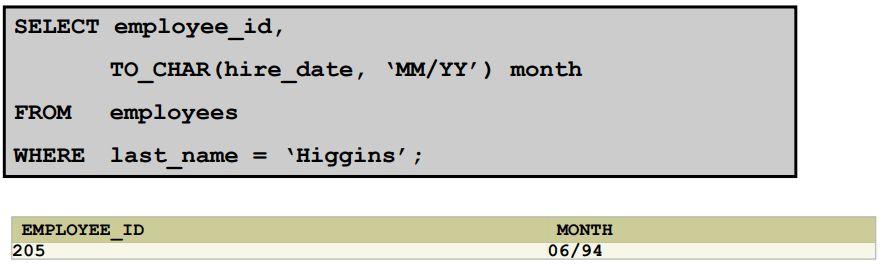 SELECT employee_id,
TO_CHAR(hire_date, ‘MM/YY’) month
FROM employees
WHERE last_name = ‘Higgins’;
EMPLOYEE_ID MONTH
205 06/94